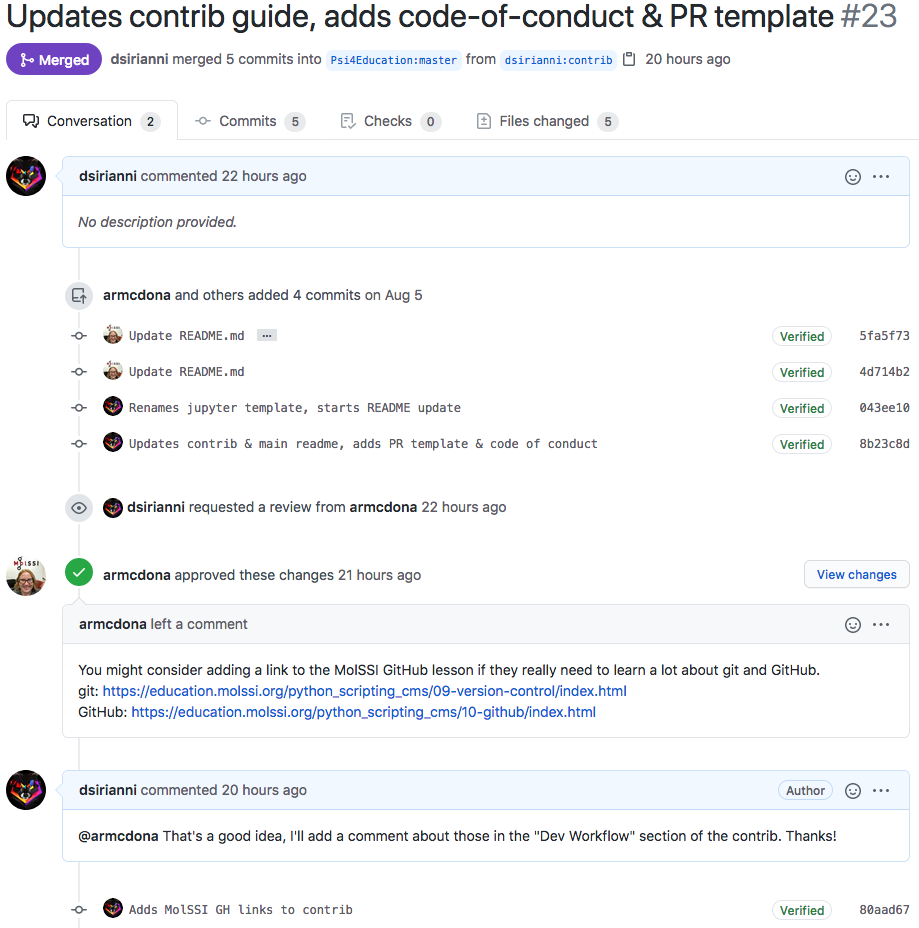 Updates contrib guide, adds code-of-conduct & PR template #23
Merged dsirianni merged 5 commits into Psi4Education:master from dsirianni:contrib 20 hours ago
Conversation 2 Commits 5 Checks 0 Files changed 5
dsirianni commented 22 hours ago
No description provided.
armcdona and others added 4 commits on Aug 5
Update README.md ... Verified 5fa5f73
Update README.md Verified 4d714b2
Renames jupyter template, starts README update Verified 043ee10
Updates contrib & main readme, adds PR template & code of conduct Verified 8b23c8d
dsirianni requested a review from armcdona 22 hours ago
MOLSSI
armcdona approved these changes 21 hours ago View changes
armcdona left a comment
You might consider adding a link to the MolSSI GitHub lesson if they really need to learn a lot about git and GitHub.
git: https://education.molssi.org/python_scripting_cms/09-version-control/index.html
GitHub: https://education.molssi.org/python_scripting_cms/10-github/index.html
dsirianni commented 20 hours ago Author
@armcdona That's a good idea, I'll add a comment about those in the "Dev Workflow" section of the contrib. Thanks!
Adds MolSSI GH links to contrib Verified 80aad67